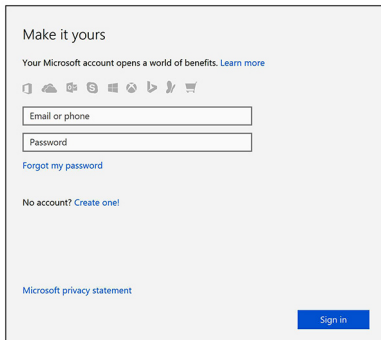 Make it yours
Your Microsoft account opens a world of benefits. Learn more
Email or phone
Password
Forgot my password
No account? Create one!
Microsoft privacy statement
Sign in